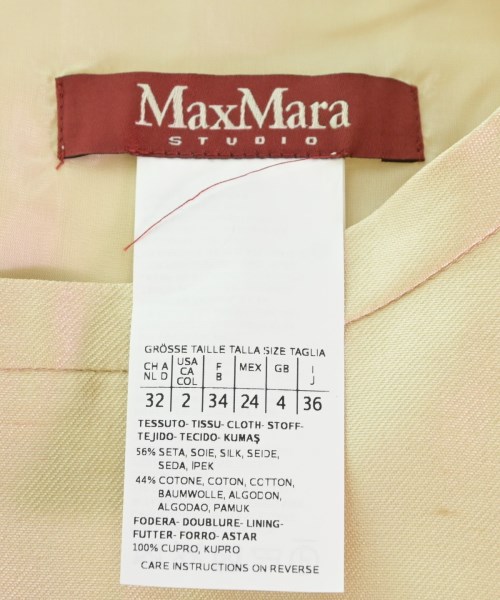 MaxMara
STUDIO
GRÖSSE TAILLE TALLA SIZE TAGLIA
CH A NL D USA CA COL F B MEX GB I J
32 2 34 24 4 36
TESSUTO- TISSU- CLOTH- STOFF-
TEJIDO- TECIDO- KUMAŞ
56% SETA, SOIE, SILK, SEIDE,
SEDA, IPEK
44% COTONE, COTON, COTTON,
BAUMWOLLE, ALGODON,
ALGODAO, PAMUK
FODERA- DOUBLURE- LINING-
FUTTER- FORRO- ASTAR
100% CUPRO, KUPRO
CARE INSTRUCTIONS ON REVERSE